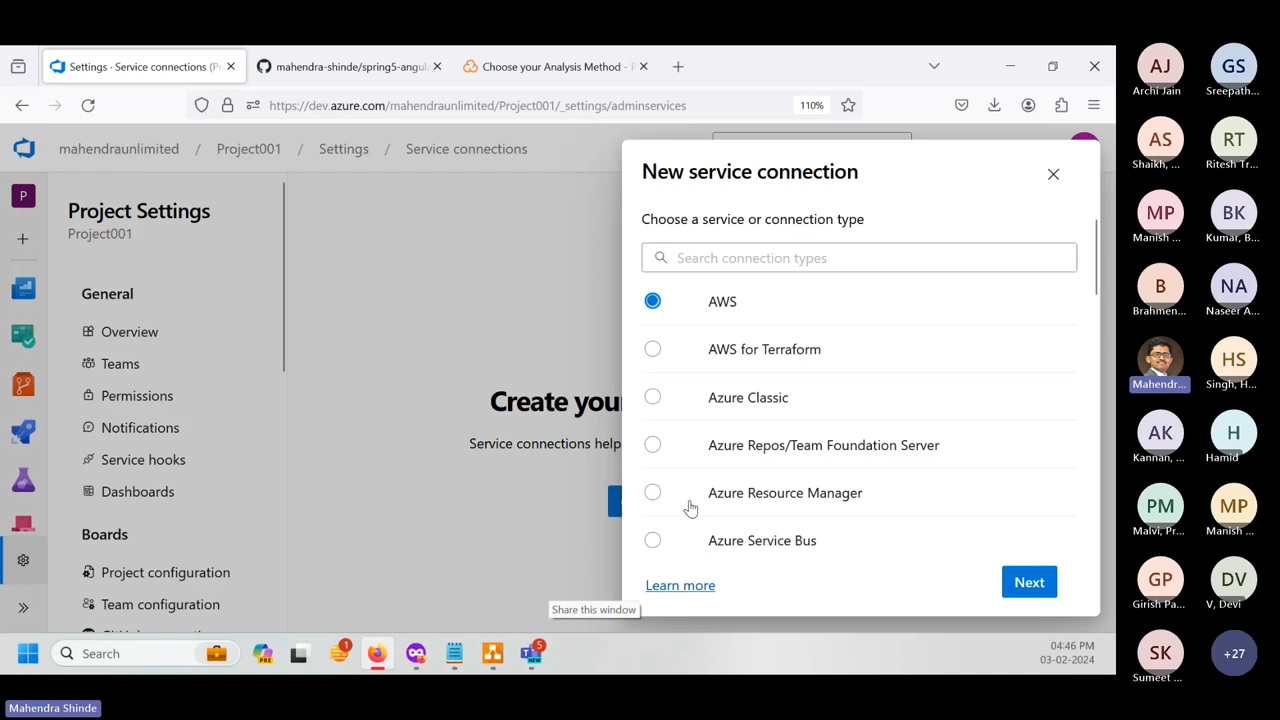 Settings - Service connections (Pr
mahendra-shinde/spring5-angula
Choose your Analysis Method - P
https://dev.azure.com/mahendraunlimited/Project001/_settings/adminservices
110%
mahendraunlimited / Project001 / Settings / Service connections
P
Project Settings
Project001
General
Overview
Teams
Permissions
Notifications
Service hooks
Dashboards
Boards
Project configuration
Team configuration
Create you
Service connections help
New service connection
Choose a service or connection type
Search connection types
AWS
AWS for Terraform
Azure Classic
Azure Repos/Team Foundation Server
Azure Resource Manager
Azure Service Bus
Learn more
Next
Share this window
Search
PRE
1
5
NEW
04:46 PM
03-02-2024
AJ
Archi Jain
GS
Sreepath...
AS
Shaikh, ...
RT
Ritesh Tr...
MP
Manish ...
BK
Kumar, B...
B
Brahmen...
NA
Naseer A...
Mahendr...
HS
Singh, H...
AK
Kannan, ...
H
Hamid
PM
Malvi, Pr...
MP
Manish ...
GP
Girish Pa...
DV
V, Devi
SK
Sumeet ...
+27
Mahendra Shinde